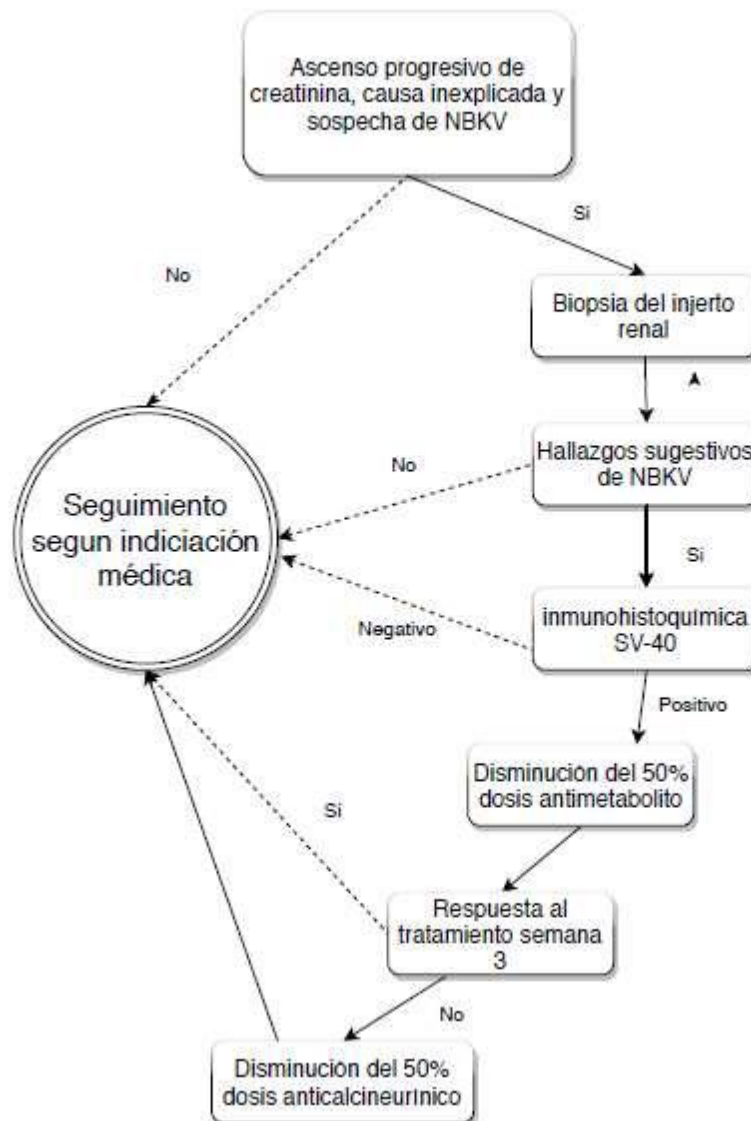 Ascenso progresivo de
creatinina, causa inexplicada y
sospecha de NBKV
Si
No
Biopsia del injerto
renal
Hallazgos sugestivos
de NBKV
No
Seguimiento
segun indiciación
médica
Si
inmunohistoquímica
SV-40
Negativo
Positivo
Disminución del 50%
dosis antimetabolito
Si
Respuesta al
tratamiento semana
3
No
Disminución del 50%
dosis anticalcineurínico